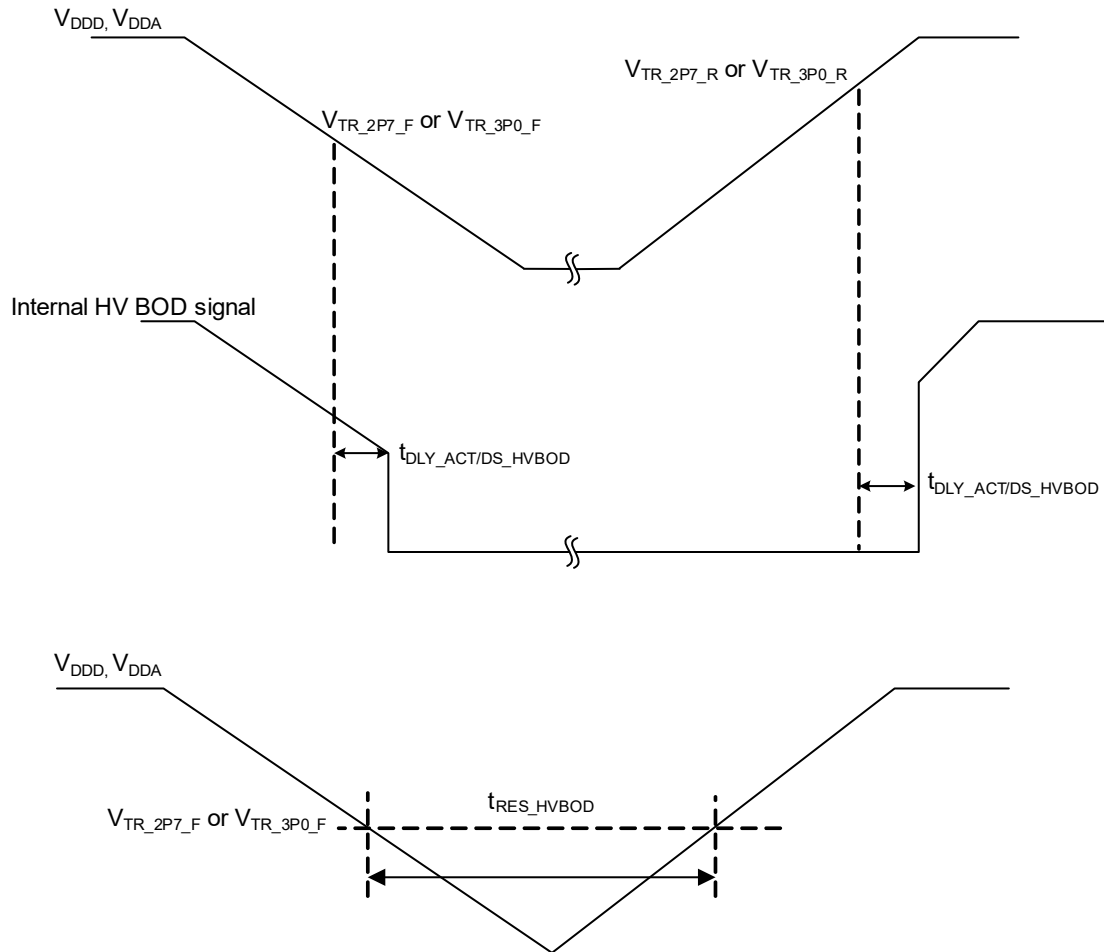 VDDD, VDDA
VTR_2P7_R or VTR_3P0_R
VTR_2P7_F or VTR_3P0_F
Internal HV BOD signal
tDLY_ACT/DS_HVBOD
tDLY_ACT/DS_HVBOD
VDDD, VDDA
tRES_HVBOD
VTR_2P7_F or VTR_3P0_F